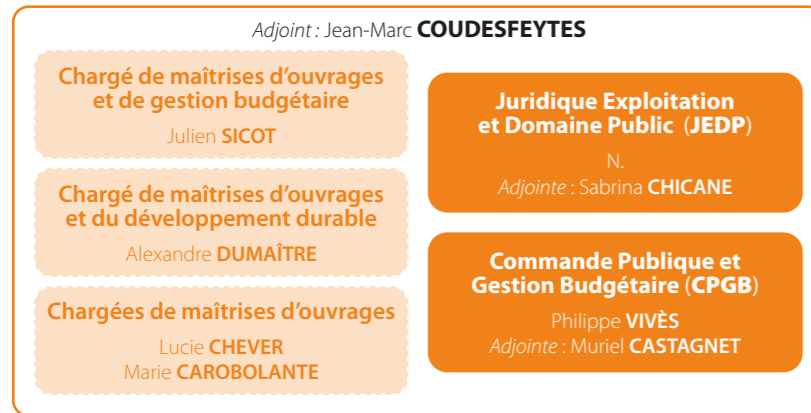 Adjoint : Jean-Marc COUDESFEYTES
Chargé de maîtrises d’ouvrages
et de gestion budgétaire
Julien SICOT
Chargé de maîtrises d’ouvrages
et du développement durable
Alexandre DUMAÎTRE
Chargées de maîtrises d’ouvrages
Lucie CHEVER
Marie CAROBOLANTE
Juridique Exploitation
et Domaine Public (JEDP)
N.
Adjointe : Sabrina CHICANE
Commande Publique et
Gestion Budgétaire (CPGB)
Philippe VIVÈS
Adjointe : Muriel CASTAGNET